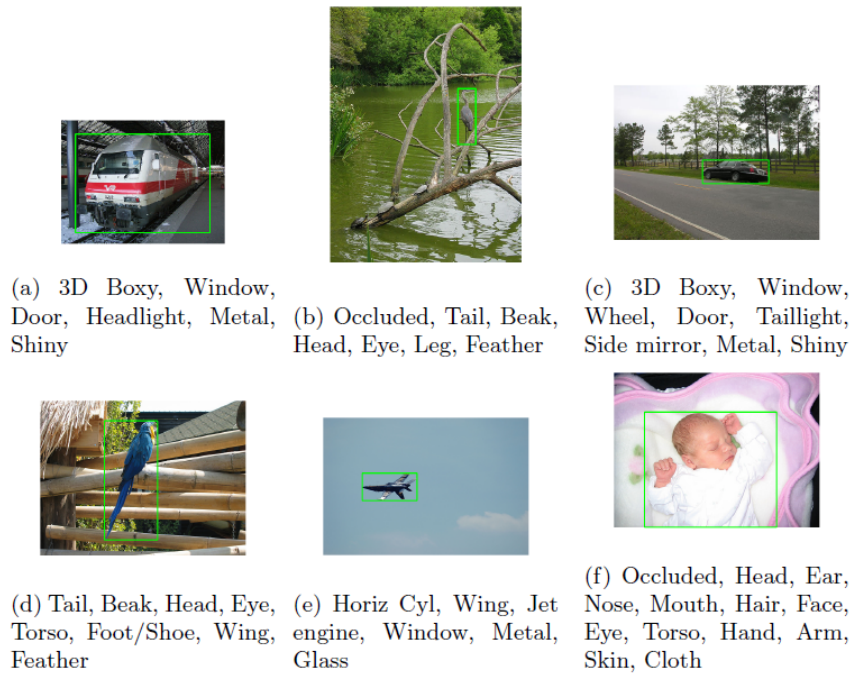 (a) 3D Boxy, Window,
Door, Headlight, Metal,
Shiny
(b) Occluded, Tail, Beak,
Head, Eye, Leg, Feather
(c) 3D Boxy, Window,
Wheel, Door, Taillight,
Side mirror, Metal, Shiny
(d) Tail, Beak, Head, Eye,
Torso, Foot/Shoe, Wing,
Feather
(e) Horiz Cyl, Wing, Jet
engine, Window, Metal,
Glass
(f) Occluded, Head, Ear,
Nose, Mouth, Hair, Face,
Eye, Torso, Hand, Arm,
Skin, Cloth